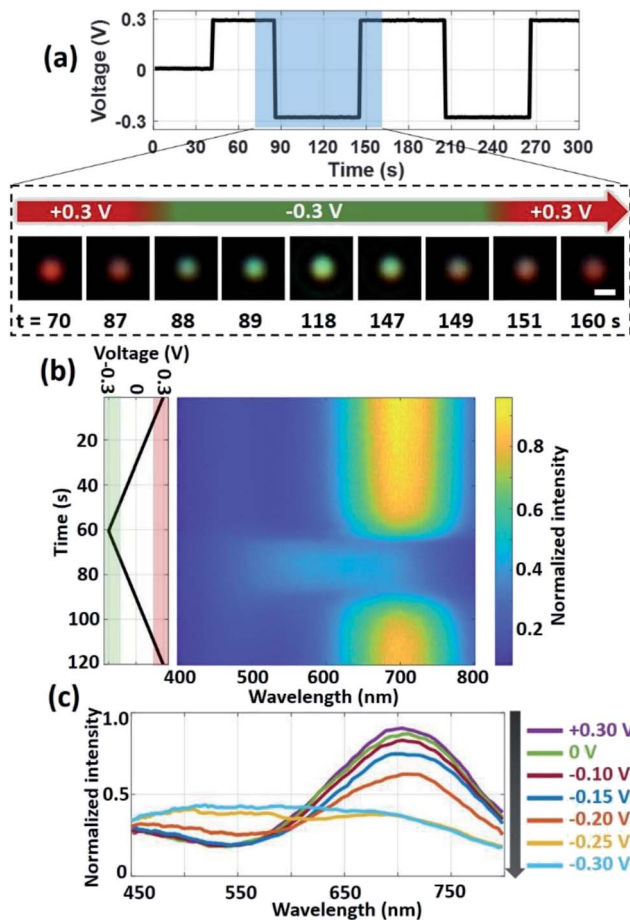 (a)
Voltage (V)
0.3
0
-0.3
0 30 60 90 120 150 180 210 240 270 300
Time (s)
+0.3 V -0.3 V +0.3 V
t = 70 87 88 89 118 147 149 151 160 s
(b)
Voltage (V)
-0.3 0 0.3
Time (s)
20
40
60
80
100
120
400 500 600 700 800
Wavelength (nm)
0.8
0.6
0.4
0.2
Normalized intensity
(c)
Normalized intensity
1.0
0.5
0
450 550 650 750
Wavelength (nm)
+0.30 V
0 V
-0.10 V
-0.15 V
-0.20 V
-0.25 V
-0.30 V